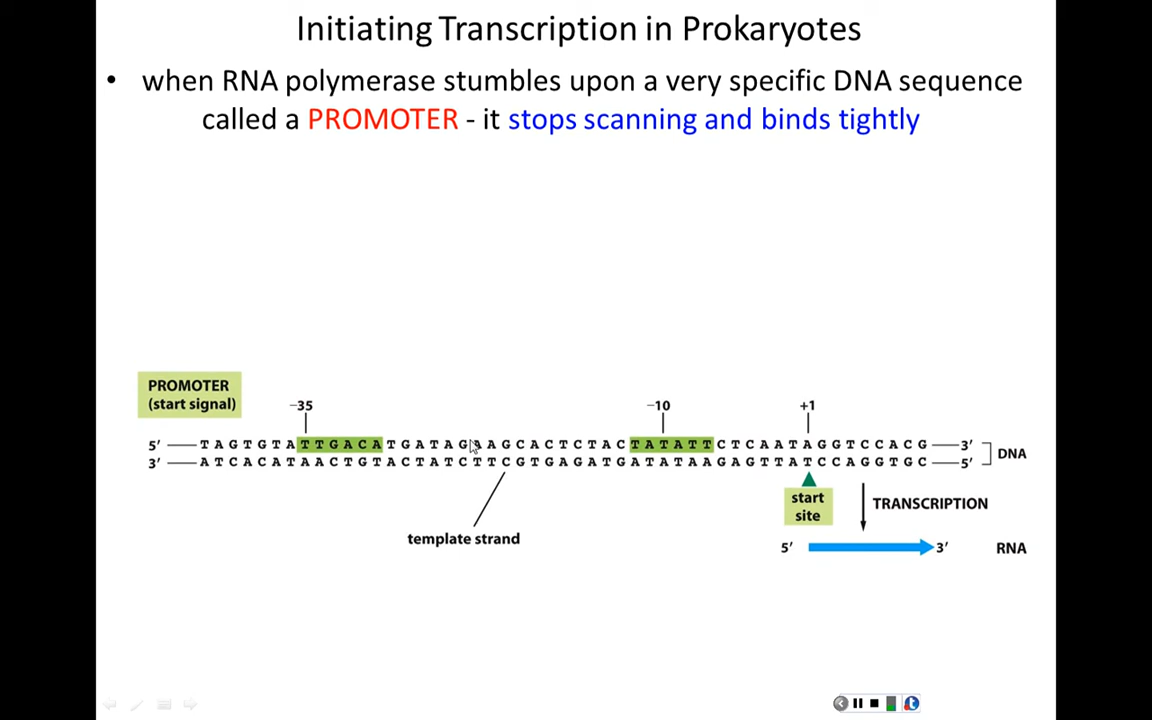 Initiating Transcription in Prokaryotes
• when RNA polymerase stumbles upon a very specific DNA sequence
called a PROMOTER - it stops scanning and binds tightly
PROMOTER
(start signal)
−35
−10
+1
5′ TAGTGTATTGACATGATAGAAGCACTCTACTATATTCTCAATAGGTCCACG 3′
3′ ATCACATAACTGTACTATCTTCGTGAGATGATATAAGAGTTATCCAGGTGC 5′
DNA
start
site
TRANSCRIPTION
template strand
5′ 3′ RNA